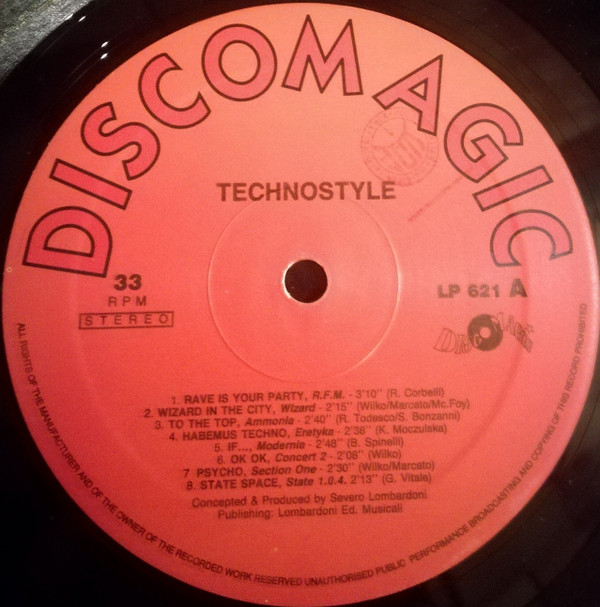 DISCOMAGIC
TECHNOSTYLE
33
RPM
STEREO
LP 621 A
DISCOMAGIC
1. RAVE IS YOUR PARTY, R.F.M. - 3'10" (R. Corbelli)
2. WIZARD IN THE CITY, Wizard - 2'15" (Wilko/Marcato/Mc.Foy)
3. TO THE TOP, Ammonia - 2'40" (R. Todesco/S. Bonzanni)
4. HABEMUS TECHNO, Eretyka - 2'36" (K. Moczulska)
5. IF..., Modernia - 2'48" (B. Spinelli)
6. OK OK, Concert 2 - 2'08" (Wilko)
7 PSYCHO, Section One - 2'30" (Wilko/Marcato)
8. STATE SPACE, State 1.0.4. 2'13" (G. Vitale)
Concepted & Produced by Severo Lombardoni
Publishing: Lombardoni Ed. Musicali
ALL RIGHTS OF THE MANUFACTURER AND OF THE OWNER OF THE RECORDED WORK RESERVED UNAUTHORISED PUBLIC PERFORMANCE BROADCASTING AND COPYING OF THIS RECORD PROHIBITED